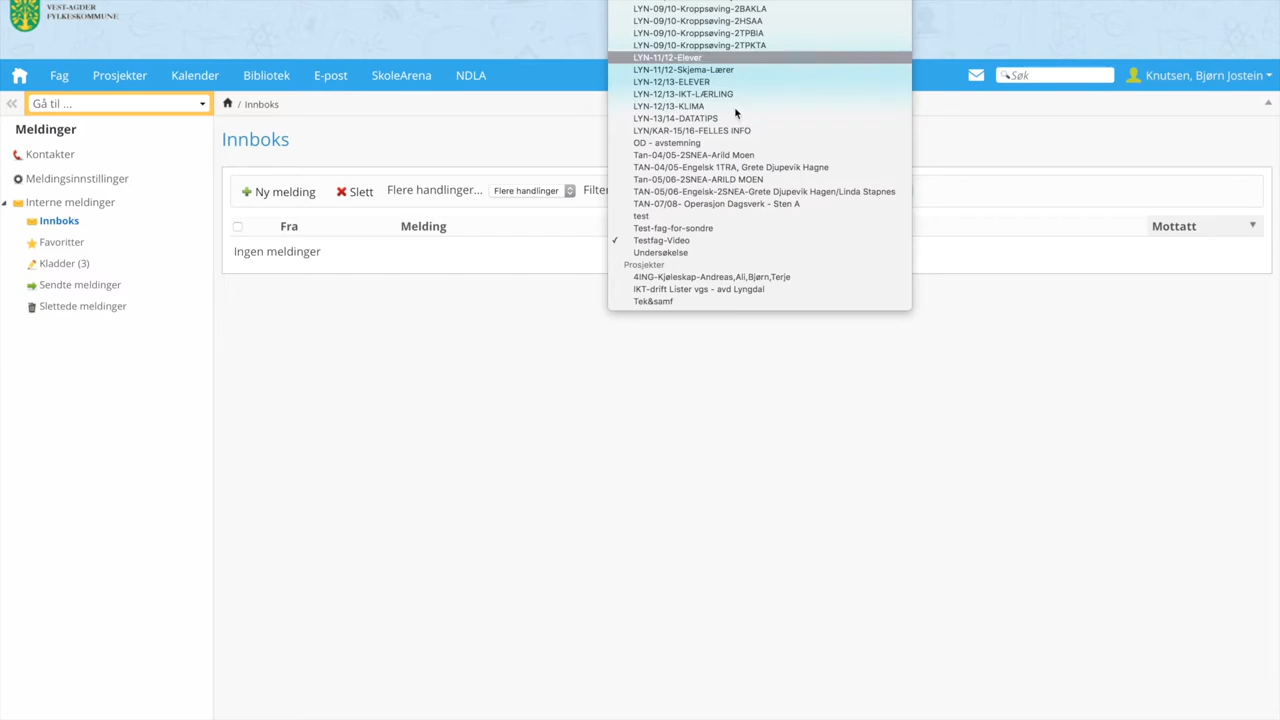 VEST-AGDER
FYLKESKOMMUNE
Fag
Prosjekter
Kalender
Bibliotek
E-post
SkoleArena
NDLA
Søk
Knutsen, Bjørn Jostein
Gå til ...
Innboks
Meldinger
Kontakter
Meldingsinnstillinger
Interne meldinger
Innboks
Favoritter
Kladder (3)
Sendte meldinger
Slettede meldinger
Innboks
Ny melding
Slett
Flere handlinger...
Flere handlinger
Filter
Fra
Melding
Mottatt
Ingen meldinger
LYN-09/10-Kroppsøving-2BAKLA
LYN-09/10-Kroppsøving-2HSAA
LYN-09/10-Kroppsøving-2TPBIA
LYN-09/10-Kroppsøving-2TPKTA
LYN-11/12-Elever
LYN-11/12-Skjema-Lærer
LYN-12/13-ELEVER
LYN-12/13-IKT-LÆRLING
LYN-12/13-KLIMA
LYN-13/14-DATATIPS
LYN/KAR-15/16-FELLES INFO
OD - avstemning
Tan-04/05-2SNEA-Arild Moen
TAN-04/05-Engelsk 1TRA, Grete Djupevik Hagne
Tan-05/06-2SNEA-ARILD MOEN
TAN-05/06-Engelsk-2SNEA-Grete Djupevik Hagen/Linda Stapnes
TAN-07/08- Operasjon Dagsverk - Sten A
test
Test-fag-for-sondre
Testfag-Video
Undersøkelse
Prosjekter
4ING-Kjøleskap-Andreas,Ali,Bjørn,Terje
IKT-drift Lister vgs - avd Lyngdal
Tek&samf